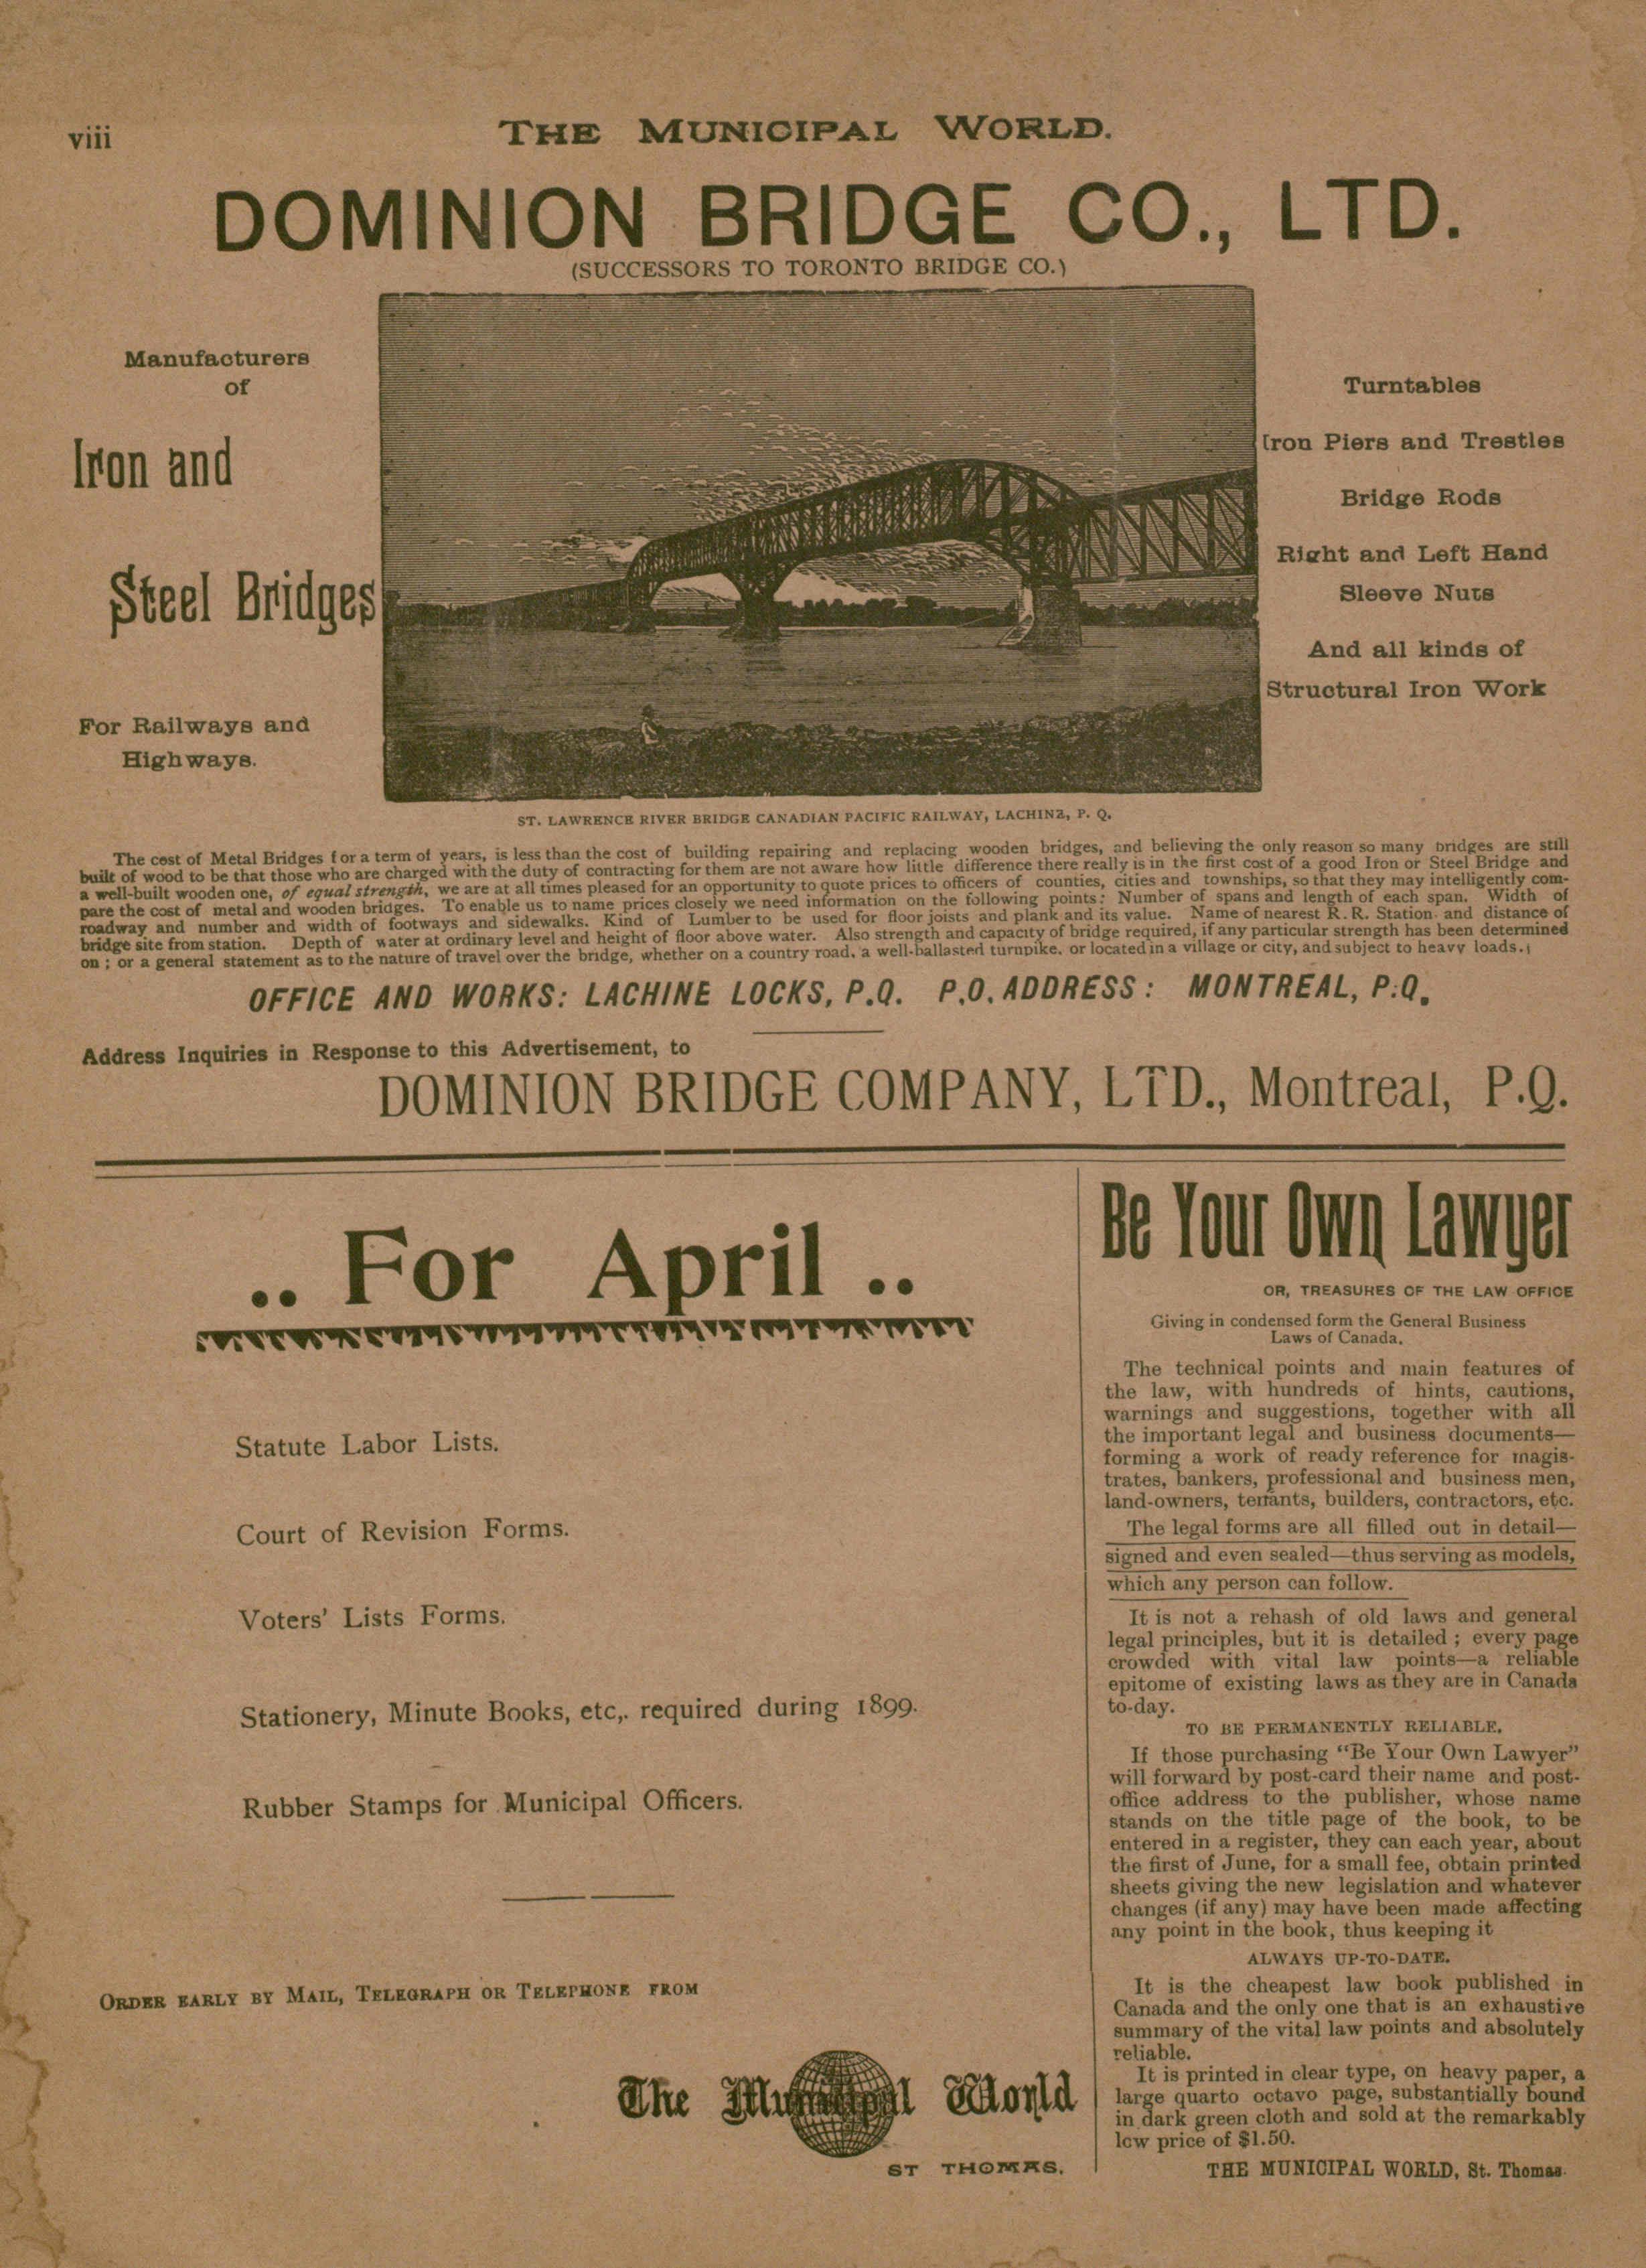 viii
THE MUNICIPAL WORLD.
DOMINION BRIDGE CO., LTD.
(SUCCESSORS TO TORONTO BRIDGE CO.)
Manufacturers
of
Iron and
Steel Bridges
For Railways and
Highways.
Turntables
Iron Piers and Trestles
Bridge Rods
Right and Left Hand
Sleeve Nuts
And all kinds of
Structural Iron Work
ST. LAWRENCE RIVER BRIDGE CANADIAN PACIFIC RAILWAY, LACHINE, P. Q.
The cost of Metal Bridges for a term of years, is less than the cost of building repairing and replacing wooden bridges, and believing the only reason so many bridges are still
built of wood to be that those who are charged with the duty of contracting for them are not aware how little difference there really is in the first cost of a good Iron or Steel Bridge and
a well-built wooden one, of equal strength, we are at all times pleased for an opportunity to quote prices to officers of counties, cities and townships, so that they may intelligently com-
pare the cost of metal and wooden bridges. To enable us to name prices closely we need information on the following points: Number of spans and length of each span. Width of
roadway and number and width of footways and sidewalks. Kind of Lumber to be used for floor joists and plank and its value. Name of nearest R. R. Station and distance of
bridge site from station. Depth of water at ordinary level and height of floor above water. Also strength and capacity of bridge required, if any particular strength has been determined
on ; or a general statement as to the nature of travel over the bridge, whether on a country road, a well-ballasted turnpike, or located in a village or city, and subject to heavy loads.
OFFICE AND WORKS: LACHINE LOCKS, P.Q. P.O. ADDRESS: MONTREAL, P.Q.
Address Inquiries in Response to this Advertisement, to
DOMINION BRIDGE COMPANY, LTD., Montreal, P.Q.
.. For April ..
Statute Labor Lists.
Court of Revision Forms.
Voters' Lists Forms.
Stationery, Minute Books, etc,. required during 1899.
Rubber Stamps for Municipal Officers.
ORDER EARLY BY MAIL, TELEGRAPH OR TELEPHONE FROM
The Municipal World
ST THOMAS.
Be Your Own Lawyer
OR, TREASURES OF THE LAW OFFICE
Giving in condensed form the General Business
Laws of Canada.
The technical points and main features of
the law, with hundreds of hints, cautions,
warnings and suggestions, together with all
the important legal and business documents—
forming a work of ready reference for magis-
trates, bankers, professional and business men,
land-owners, tenants, builders, contractors, etc.
The legal forms are all filled out in detail—
signed and even sealed—thus serving as models,
which any person can follow.
It is not a rehash of old laws and general
legal principles, but it is detailed ; every page
crowded with vital law points—a reliable
epitome of existing laws as they are in Canada
to-day.
TO BE PERMANENTLY RELIABLE.
If those purchasing "Be Your Own Lawyer"
will forward by post-card their name and post-
office address to the publisher, whose name
stands on the title page of the book, to be
entered in a register, they can each year, about
the first of June, for a small fee, obtain printed
sheets giving the new legislation and whatever
changes (if any) may have been made affecting
any point in the book, thus keeping it
ALWAYS UP-TO-DATE.
It is the cheapest law book published in
Canada and the only one that is an exhaustive
summary of the vital law points and absolutely
reliable.
It is printed in clear type, on heavy paper, a
large quarto octavo page, substantially bound
in dark green cloth and sold at the remarkably
low price of $1.50.
THE MUNICIPAL WORLD, St. Thomas.